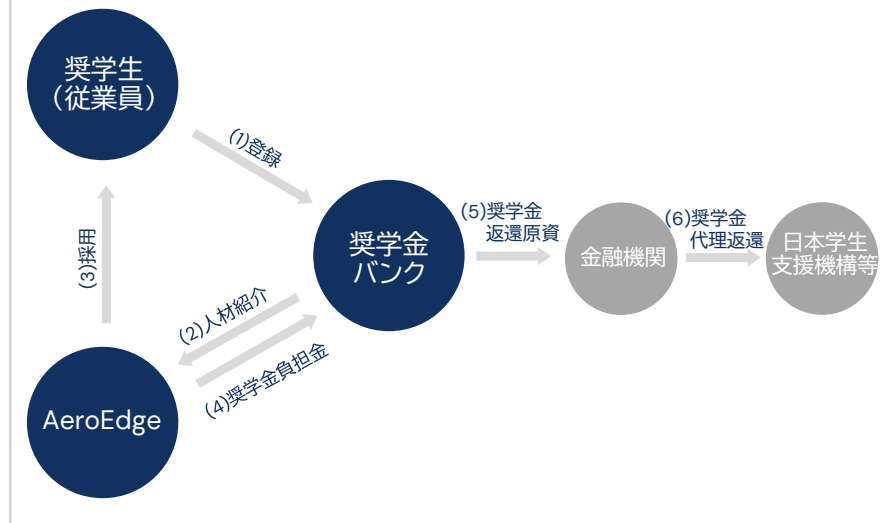 奨学生
(従業員)
(1)登録
(5)奨学金
返還原資
(6)奨学金
代理返還
奨学金
バンク
金融機関
日本学生
支援機構等
(3)採用
(2)人材紹介
(4)奨学金負担金
AeroEdge